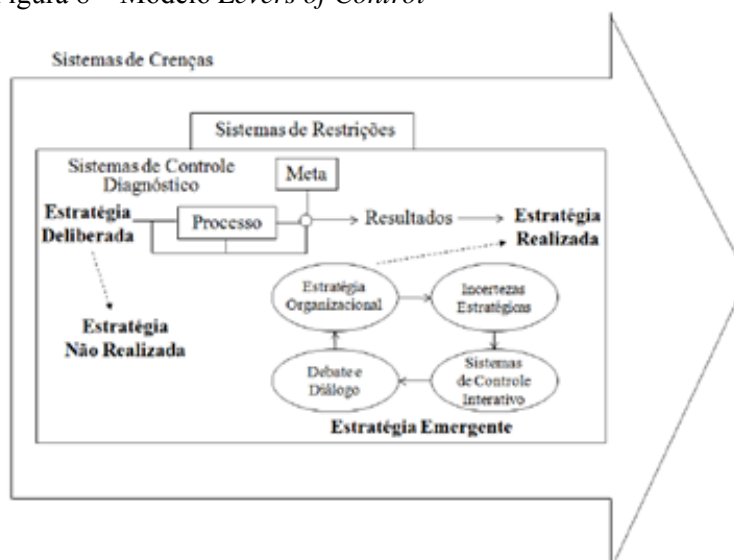 Figura 6 – Modelo Levers of Control
Sistemas de Crenças
Sistemas de Restrições
Sistemas de Controle
Diagnóstico
Meta
Estratégia
Deliberada
Processo
Resultados
Estratégia
Realizada
Estratégia
Não Realizada
Estratégia
Organizacional
Incertezas
Estratégicas
Debate e
Diálogo
Sistemas
de Controle
Interativo
Estratégia Emergente